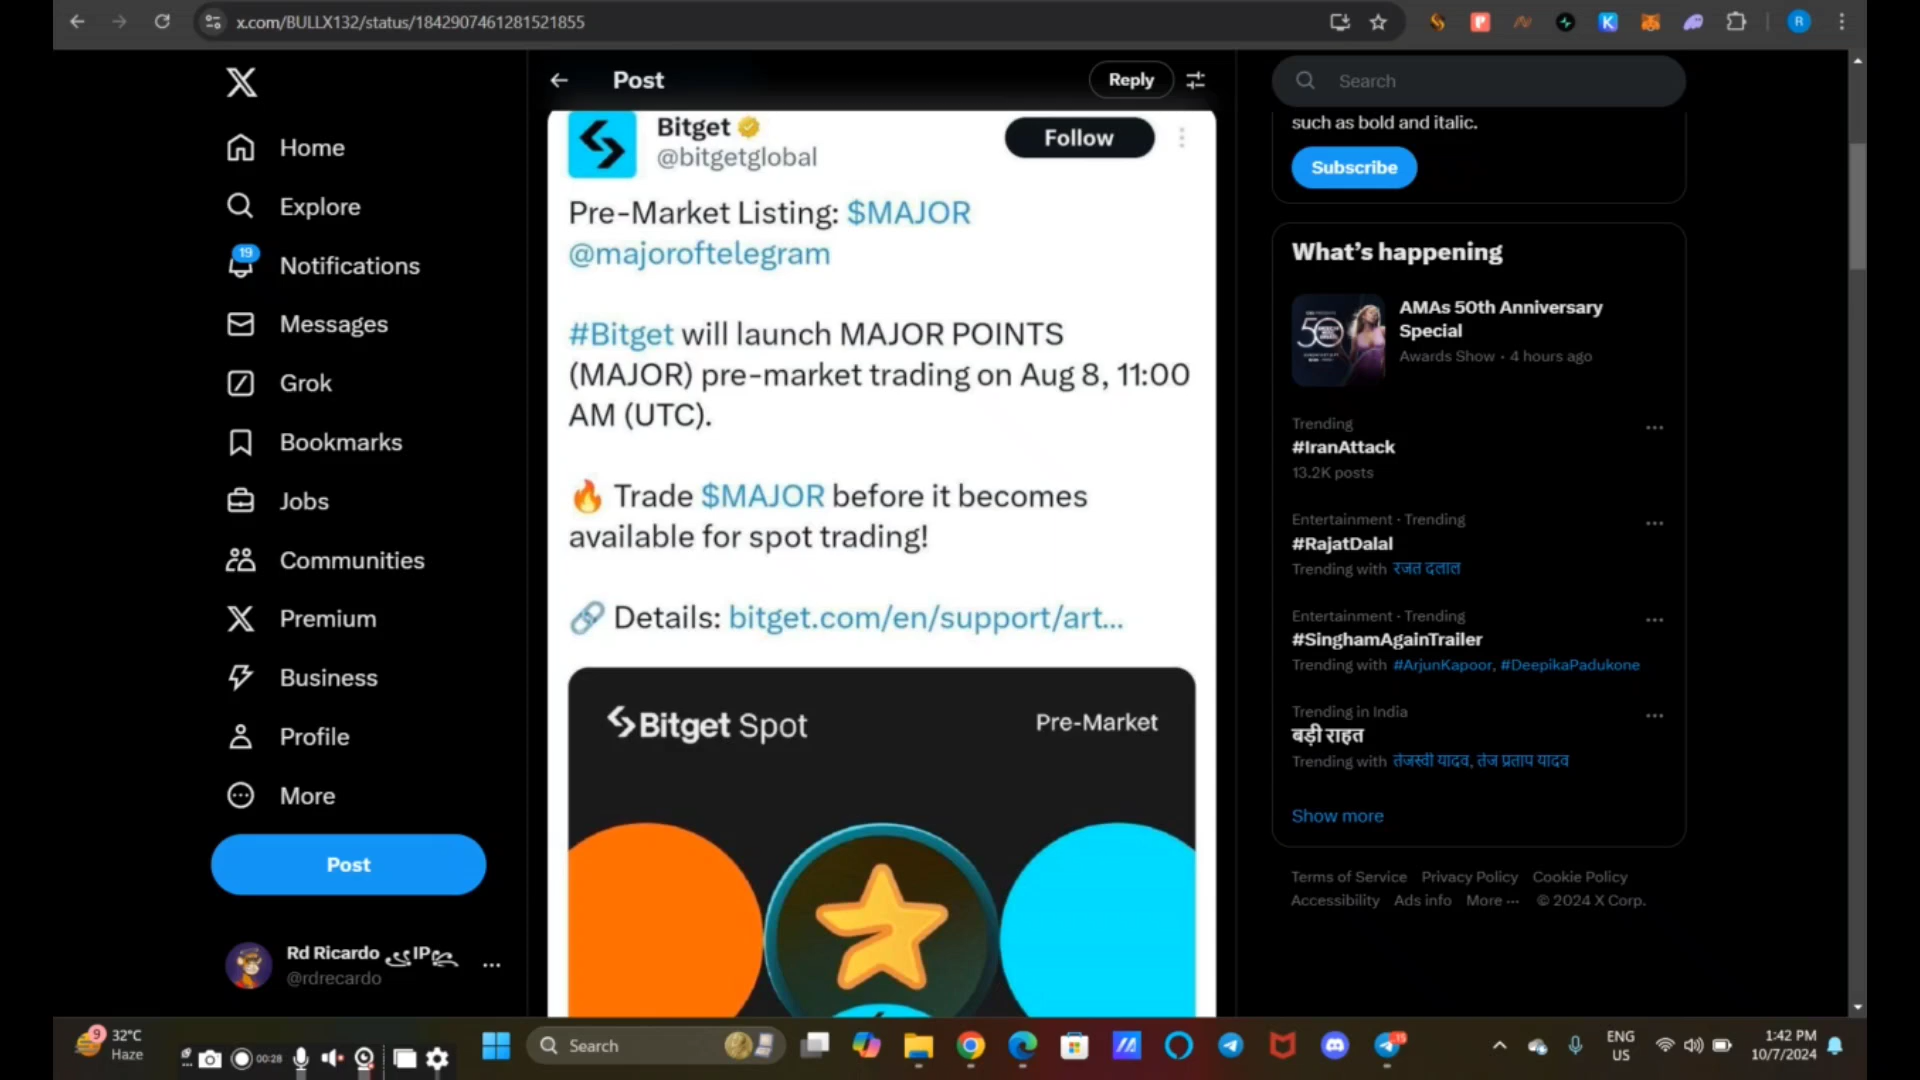 x.com/BULLX132/status/1842907461281521855
Home
Explore
19
Notifications
Messages
Grok
Bookmarks
Jobs
Communities
Premium
Business
Profile
More
Post
Rd Ricardo
@rdrecardo
Post
Reply
Bitget
@bitgetglobal
Follow
Pre-Market Listing: $MAJOR
@majoroftelegram
#Bitget will launch MAJOR POINTS
(MAJOR) pre-market trading on Aug 8, 11:00
AM (UTC).
🔥 Trade $MAJOR before it becomes
available for spot trading!
🔗 Details: bitget.com/en/support/art...
Bitget Spot
Pre-Market
Search
such as bold and italic.
Subscribe
What's happening
AMAs 50th Anniversary
Special
Awards Show · 4 hours ago
Trending
#IranAttack
13.2K posts
Entertainment · Trending
#RajatDalal
Trending with रजत दलाल
Entertainment · Trending
#SinghamAgainTrailer
Trending with #ArjunKapoor, #DeepikaPadukone
Trending in India
बड़ी राहत
Trending with तेजस्वी यादव, तेज प्रताप यादव
Show more
Terms of Service Privacy Policy Cookie Policy
Accessibility Ads info More ··· © 2024 X Corp.
9
32°C
Haze
00:28
Search
ENG
US
1:42 PM
10/7/2024